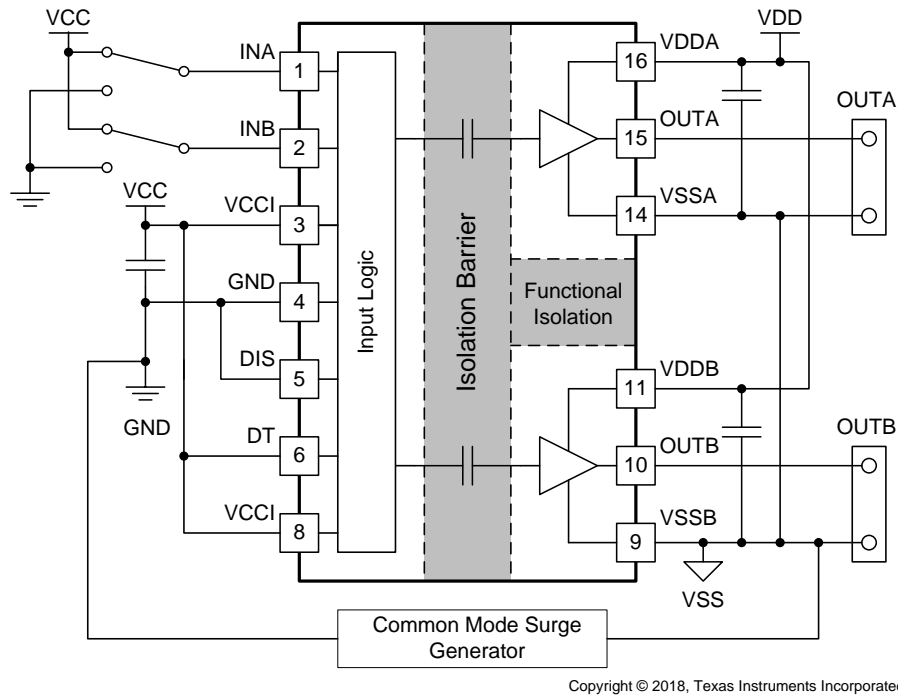 VCC
INA
1
INB
2
VCC
VCCI
3
GND
4
DIS
5
GND
DT
6
VCCI
8
Input Logic
Isolation Barrier
Functional
Isolation
VDDA
16
VDD
OUTA
15
OUTA
VSSA
14
VDDB
11
OUTB
10
OUTB
VSSB
9
VSS
Common Mode Surge
Generator
Copyright © 2018, Texas Instruments Incorporated